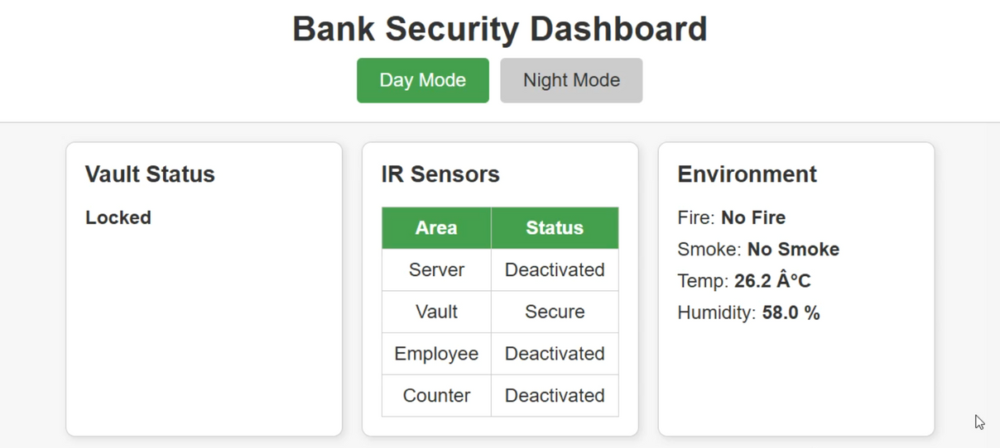 Bank Security Dashboard
Day Mode Night Mode
Vault Status
Locked
IR Sensors
Area Status
Server Deactivated
Vault Secure
Employee Deactivated
Counter Deactivated
Environment
Fire: No Fire
Smoke: No Smoke
Temp: 26.2 Â°C
Humidity: 58.0 %